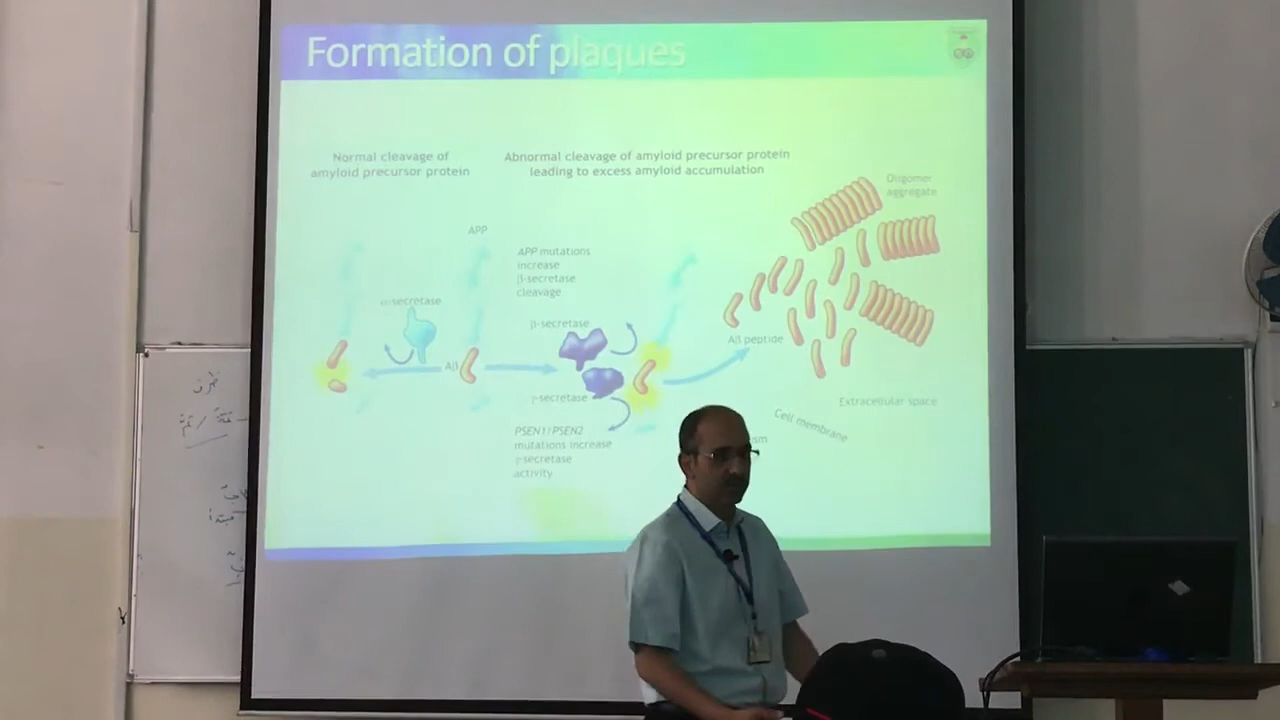 Formation of plaques
Normal cleavage of
amyloid precursor protein
Abnormal cleavage of amyloid precursor protein
leading to excess amyloid accumulation
Oligomer
aggregate
APP
APP mutations
increase
β-secretase
cleavage
α-secretase
β-secretase
Aβ
Aβ peptide
γ-secretase
Extracellular space
Cell membrane
PSEN1/PSEN2
mutations increase
γ-secretase
activity